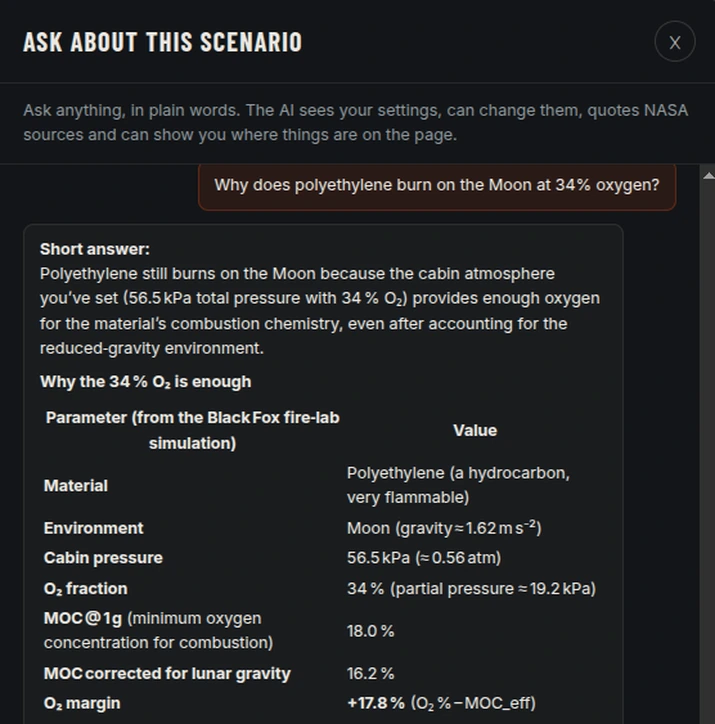 ASK ABOUT THIS SCENARIO
X
Ask anything, in plain words. The AI sees your settings, can change them, quotes NASA
sources and can show you where things are on the page.
Why does polyethylene burn on the Moon at 34% oxygen?
Short answer:
Polyethylene still burns on the Moon because the cabin atmosphere
you’ve set (56.5 kPa total pressure with 34 % O₂) provides enough oxygen
for the material’s combustion chemistry, even after accounting for the
reduced-gravity environment.
Why the 34 % O₂ is enough
Parameter (from the Black Fox fire-lab
simulation)
Value
Material
Polyethylene (a hydrocarbon,
very flammable)
Environment
Moon (gravity ≈ 1.62 m s⁻²)
Cabin pressure
56.5 kPa (≈ 0.56 atm)
O₂ fraction
34 % (partial pressure ≈ 19.2 kPa)
MOC @ 1 g (minimum oxygen
concentration for combustion)
18.0 %
MOC corrected for lunar gravity
16.2 %
O₂ margin
+17.8 % (O₂ % – MOC_eff)